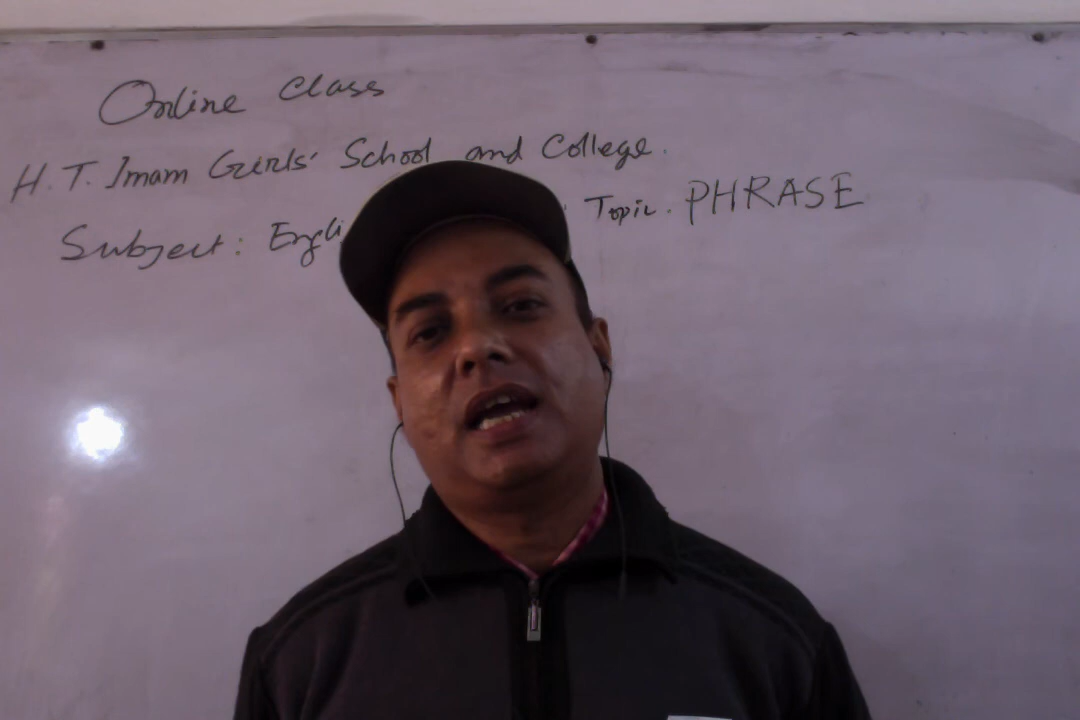 Online Class
H. T. Imam Girls' School and College.
Subject : Engli : Topic. PHRASE